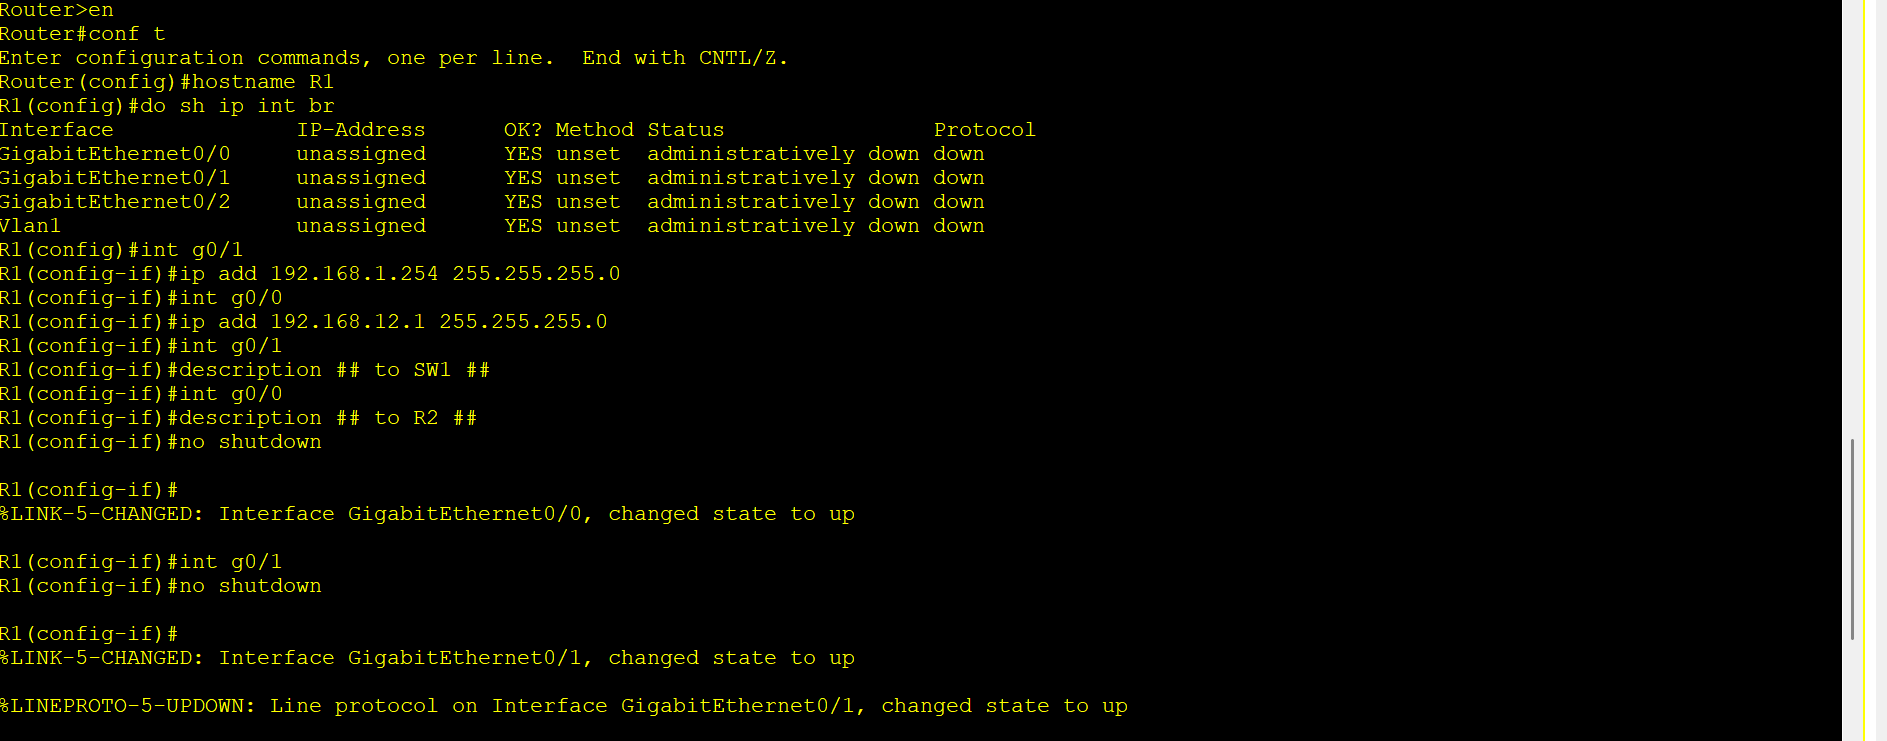 Router>en
Router#conf t
Enter configuration commands, one per line.  End with CNTL/Z.
Router(config)#hostname R1
R1(config)#do sh ip int br
Interface              IP-Address      OK? Method Status                Protocol
GigabitEthernet0/0     unassigned      YES unset  administratively down down
GigabitEthernet0/1     unassigned      YES unset  administratively down down
GigabitEthernet0/2     unassigned      YES unset  administratively down down
Vlan1                  unassigned      YES unset  administratively down down
R1(config)#int g0/1
R1(config-if)#ip add 192.168.1.254 255.255.255.0
R1(config-if)#int g0/0
R1(config-if)#ip add 192.168.12.1 255.255.255.0
R1(config-if)#int g0/1
R1(config-if)#description ## to SW1 ##
R1(config-if)#int g0/0
R1(config-if)#description ## to R2 ##
R1(config-if)#no shutdown
R1(config-if)#
%LINK-5-CHANGED: Interface GigabitEthernet0/0, changed state to up
R1(config-if)#int g0/1
R1(config-if)#no shutdown
R1(config-if)#
%LINK-5-CHANGED: Interface GigabitEthernet0/1, changed state to up
%LINEPROTO-5-UPDOWN: Line protocol on Interface GigabitEthernet0/1, changed state to up